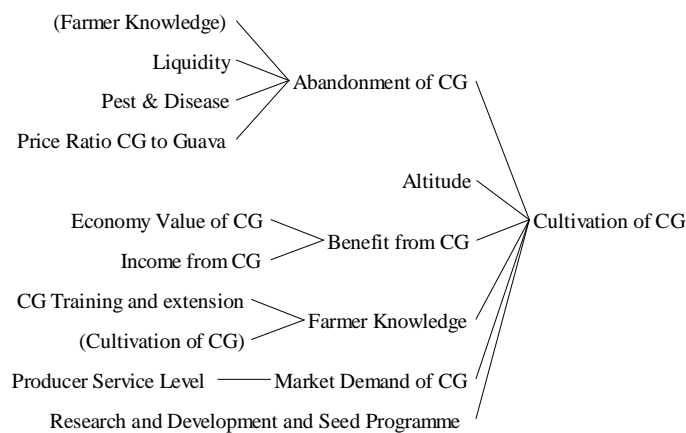 (Farmer Knowledge)
Liquidity
Abandonment of CG
Pest & Disease
Price Ratio CG to Guava
Altitude
Economy Value of CG
Cultivation of CG
Benefit from CG
Income from CG
CG Training and extension
Farmer Knowledge
(Cultivation of CG)
Producer Service Level
Market Demand of CG
Research and Development and Seed Programme